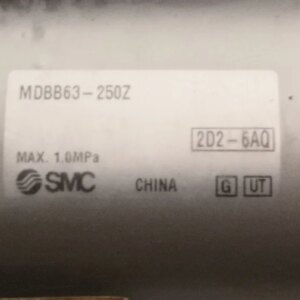 MDBB63-250Z
2D2-6AQ
MAX. 1.0MPa
SMC CHINA G UT